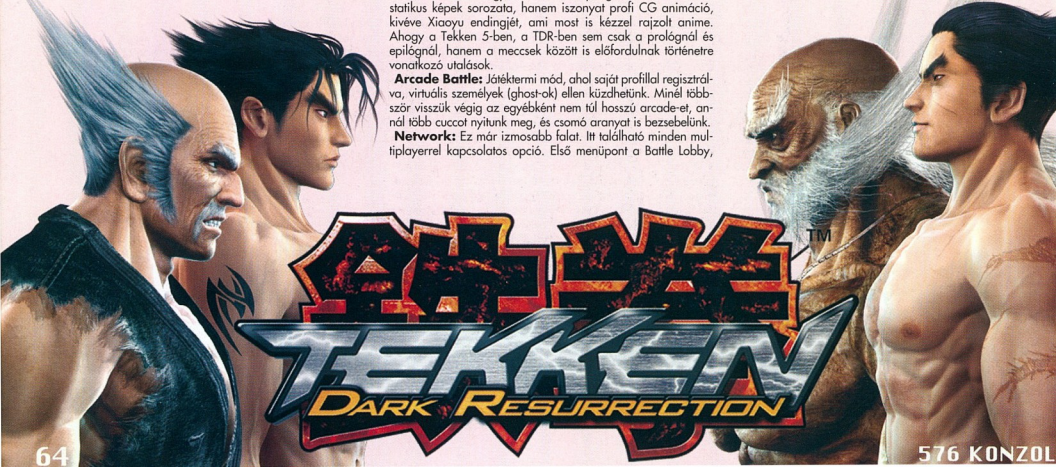 statikus képek sorozata, hanem iszonyat profi CG animáció,
kivéve Xiaoyu endingjét, ami most is kézzel rajzolt anime.
Ahogy a Tekken 5-ben, a TDR-ben sem csak a prológnál és
epilógnál, hanem a meccsek között is előfordulnak történetre
vonatkozó utalások.
Arcade Battle: Játéktermi mód, ahol saját profillal regisztrál-
va, virtuális személyek (ghost-ok) ellen küzdhetünk. Minél több-
ször visszük végig az egyébként nem túl hosszú arcade-et, an-
nál több cuccot nyitunk meg, és csomó aranyat is bezsebelünk.
Network: Ez már izmosabb falat. Itt található minden mul-
tiplayerrel kapcsolatos opció. Első menüpont a Battle Lobby,
鉄拳
TM
TEKKEN
DARK RESURRECTION
64
576 KONZOL